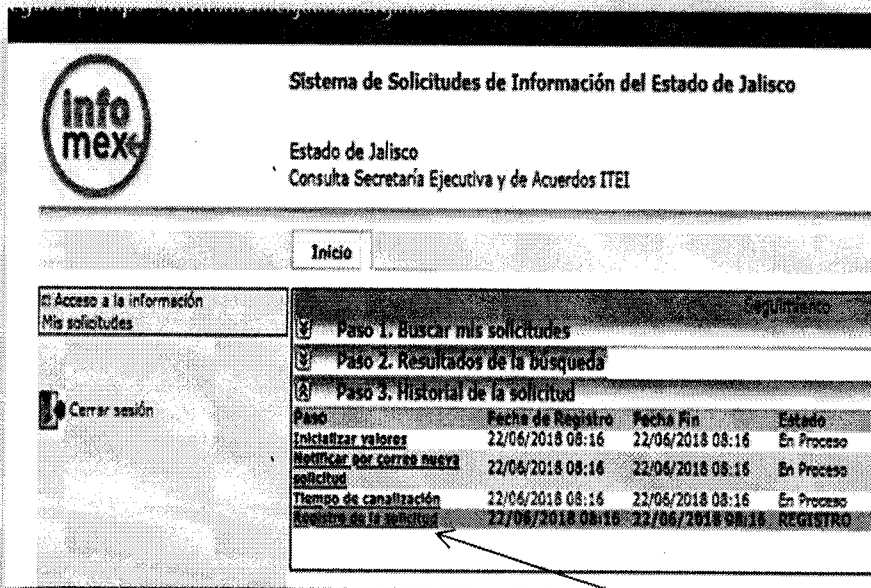 Sistema de Solicitudes de Información del Estado de Jalisco
info
mex
Estado de Jalisco
Consulta Secretaría Ejecutiva y de Acuerdos ITEI
Inicio
Acceso a la información
Mis solicitudes
Cerrar sesión
Seguimiento
Paso 1. Buscar mis solicitudes
Paso 2. Resultados de la búsqueda
Paso 3. Historial de la solicitud
Paso Fecha de Registro Fecha Fin Estado
Inicializar valores 22/06/2018 08:16 22/06/2018 08:16 En Proceso
Notificar por correo nueva solicitud 22/06/2018 08:16 22/06/2018 08:16 En Proceso
Tiempo de canalización 22/06/2018 08:16 22/06/2018 08:16 En Proceso
Registro de la solicitud 22/06/2018 08:16 22/06/2018 08:16 REGISTRO